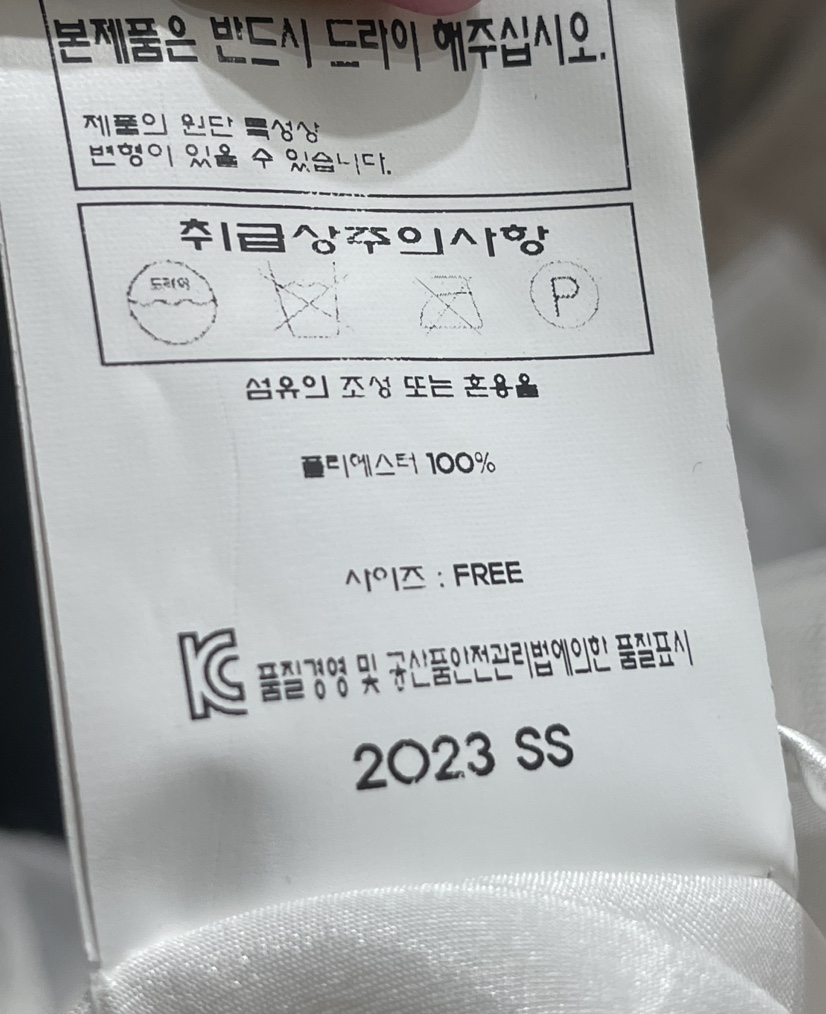 본제품은 반드시 드라이 해주십시오.
제품의 원단 특성상
변형이 있을 수 있습니다.
취급상주의사항
드라이
P
섬유의 조성 또는 혼용율
폴리에스터 100%
사이즈 : FREE
KC 품질경영 및 공산품안전관리법에의한 품질표시
2023 SS